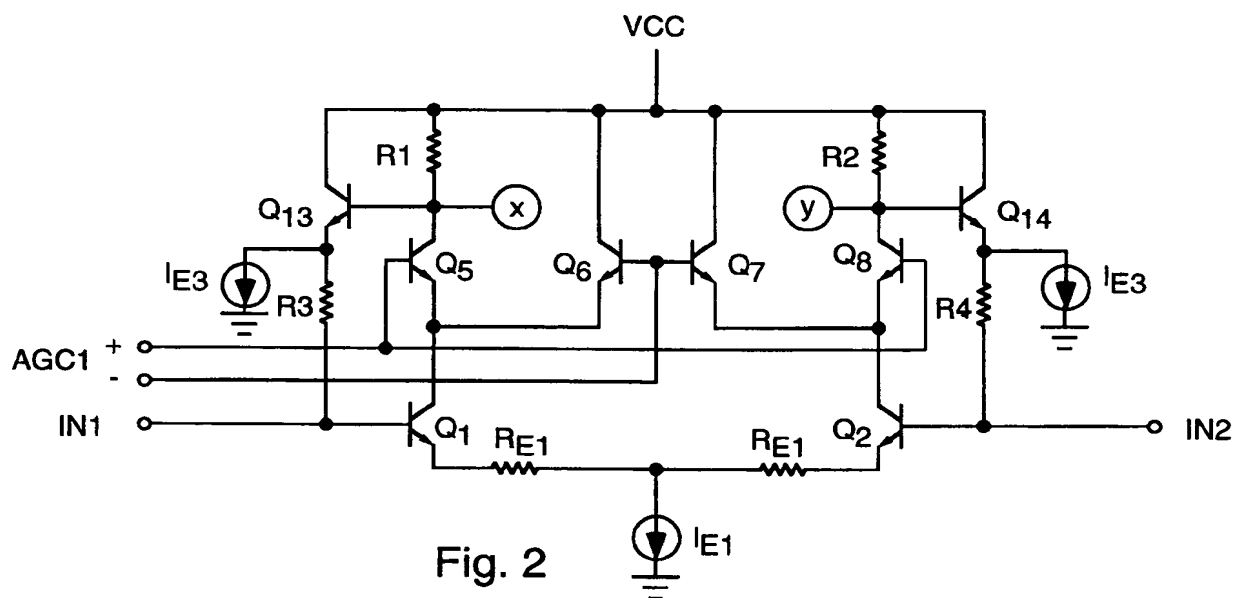 VCC
R1
R2
Q13
x
y
Q14
Q5
Q6
Q7
Q8
IE3
R3
R4
IE3
AGC1
+
-
IN1
Q1
RE1
RE1
Q2
IN2
IE1
Fig. 2